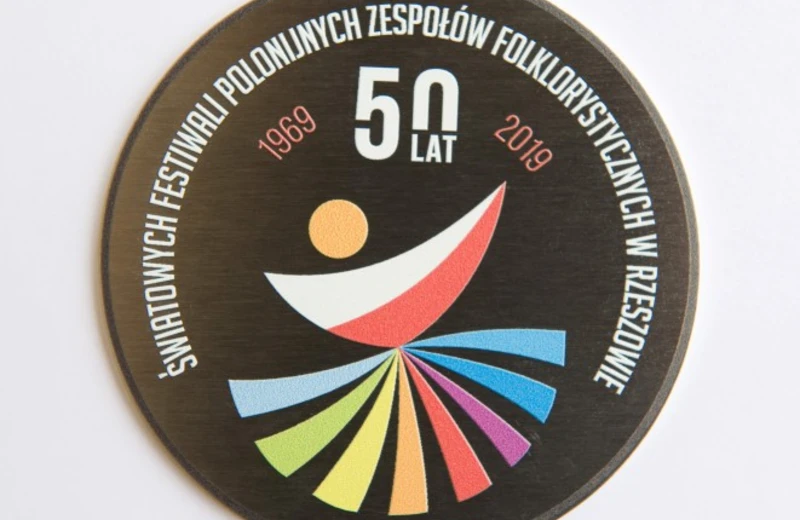 ŚWIATOWYCH FESTIWALI POLONIJNYCH ZESPOŁÓW FOLKLORYSTYCZNYCH W RZESZOWIE
50
LAT
1969
2019